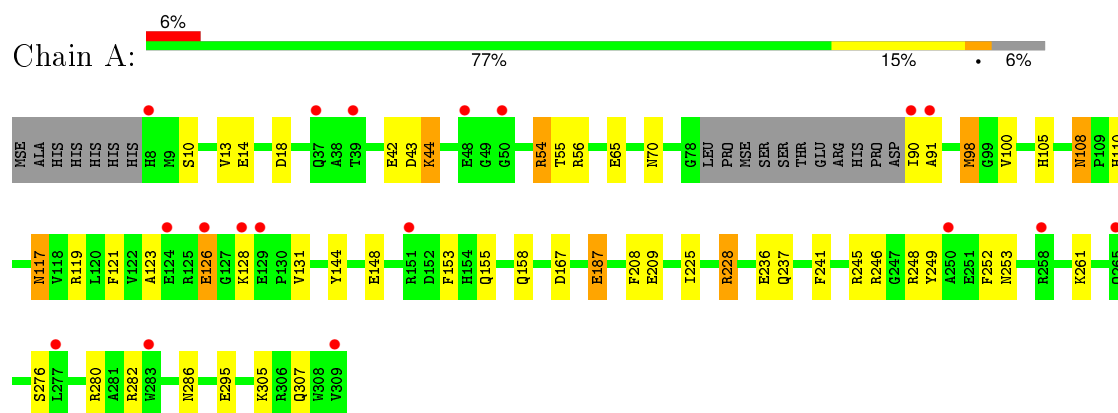 6%
Chain A:
77% 15% • 6%
MSE ALA HIS HIS HIS HIS HIS HIS H8 M9 S10 V13 E14 D18 Q37 A38 T39 E42 D43 K44 E48 G49 G50 R54 T55 R56 E65 N70 G78 LEU PRO MSE SER SER THR GLU ARG HIS PRO ASP I90 A91 M98 G99 V100 H105 N108 P109 H110
N117 V118 R119 L120 F121 V122 A123 E124 R125 E126 G127 K128 E129 P130 V131 Y144 E148 R151 D152 F153 H154 Q155 Q158 D167 E187 F208 E209 I225 R228 E236 Q237 F241 R245 R246 G247 R248 Y249 A250 E251 F252 N253 R258 K261 Q265
S276 L277 R280 A281 R282 W283 N286 E295 K305 R306 Q307 W308 V309